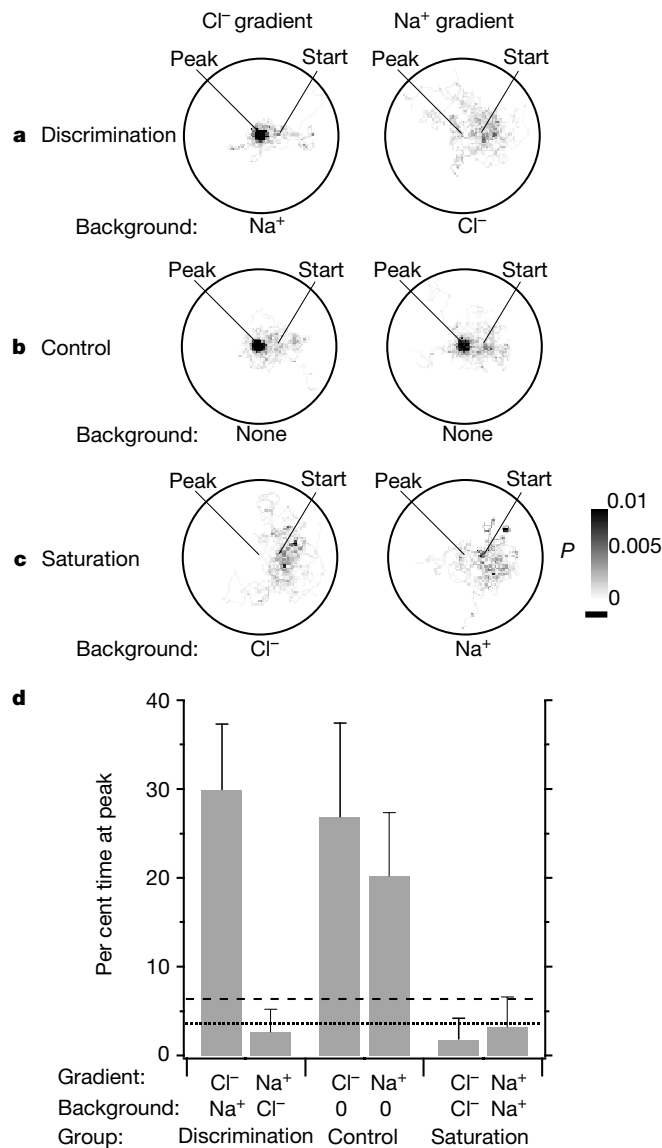 Cl⁻ gradient Na⁺ gradient
Peak Start Peak Start
a Discrimination
Background: Na⁺ Cl⁻
Peak Start Peak Start
b Control
Background: None None
Peak Start Peak Start
c Saturation
P 0.01
0.005
0
Background: Cl⁻ Na⁺
d
Per cent time at peak
40
30
20
10
0
Gradient: Cl⁻ Na⁺ Cl⁻ Na⁺ Cl⁻ Na⁺
Background: Na⁺ Cl⁻ 0 0 Cl⁻ Na⁺
Group: Discrimination Control Saturation